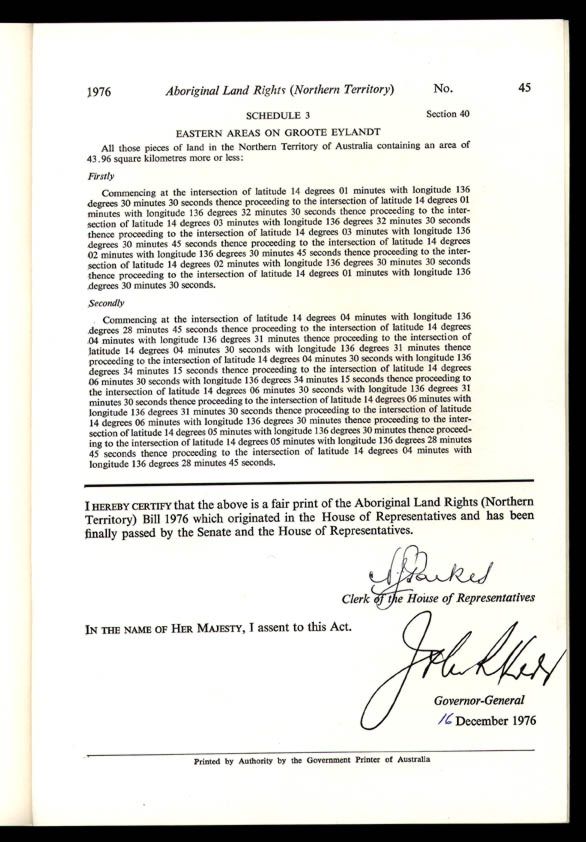 1976 Aboriginal Land Rights (Northern Territory) No. 45
SCHEDULE 3 Section 40
EASTERN AREAS ON GROOTE EYLANDT
All those pieces of land in the Northern Territory of Australia containing an area of
43.96 square kilometres more or less:
Firstly
Commencing at the intersection of latitude 14 degrees 01 minutes with longitude 136
degrees 30 minutes 30 seconds thence proceeding to the intersection of latitude 14 degrees 01
minutes with longitude 136 degrees 32 minutes 30 seconds thence proceeding to the inter-
section of latitude 14 degrees 03 minutes with longitude 136 degrees 32 minutes 30 seconds
thence proceeding to the intersection of latitude 14 degrees 03 minutes with longitude 136
degrees 30 minutes 45 seconds thence proceeding to the intersection of latitude 14 degrees
02 minutes with longitude 136 degrees 30 minutes 45 seconds thence proceeding to the inter-
section of latitude 14 degrees 02 minutes with longitude 136 degrees 30 minutes 30 seconds
thence proceeding to the intersection of latitude 14 degrees 01 minutes with longitude 136
degrees 30 minutes 30 seconds.
Secondly
Commencing at the intersection of latitude 14 degrees 04 minutes with longitude 136
degrees 28 minutes 45 seconds thence proceeding to the intersection of latitude 14 degrees
04 minutes with longitude 136 degrees 31 minutes thence proceeding to the intersection of
latitude 14 degrees 04 minutes 30 seconds with longitude 136 degrees 31 minutes thence
proceeding to the intersection of latitude 14 degrees 04 minutes 30 seconds with longitude 136
degrees 34 minutes 15 seconds thence proceeding to the intersection of latitude 14 degrees
06 minutes 30 seconds with longitude 136 degrees 34 minutes 15 seconds thence proceeding to
the intersection of latitude 14 degrees 06 minutes 30 seconds with longitude 136 degrees 31
minutes 30 seconds thence proceeding to the intersection of latitude 14 degrees 06 minutes with
longitude 136 degrees 31 minutes 30 seconds thence proceeding to the intersection of latitude
14 degrees 06 minutes with longitude 136 degrees 30 minutes thence proceeding to the inter-
section of latitude 14 degrees 05 minutes with longitude 136 degrees 30 minutes thence proceed-
ing to the intersection of latitude 14 degrees 05 minutes with longitude 136 degrees 28 minutes
45 seconds thence proceeding to the intersection of latitude 14 degrees 04 minutes with
longitude 136 degrees 28 minutes 45 seconds.
I HEREBY CERTIFY that the above is a fair print of the Aboriginal Land Rights (Northern
Territory) Bill 1976 which originated in the House of Representatives and has been
finally passed by the Senate and the House of Representatives.
Clerk of the House of Representatives
IN THE NAME OF HER MAJESTY, I assent to this Act.
John R Kerr
Governor-General
16 December 1976
Printed by Authority by the Government Printer of Australia